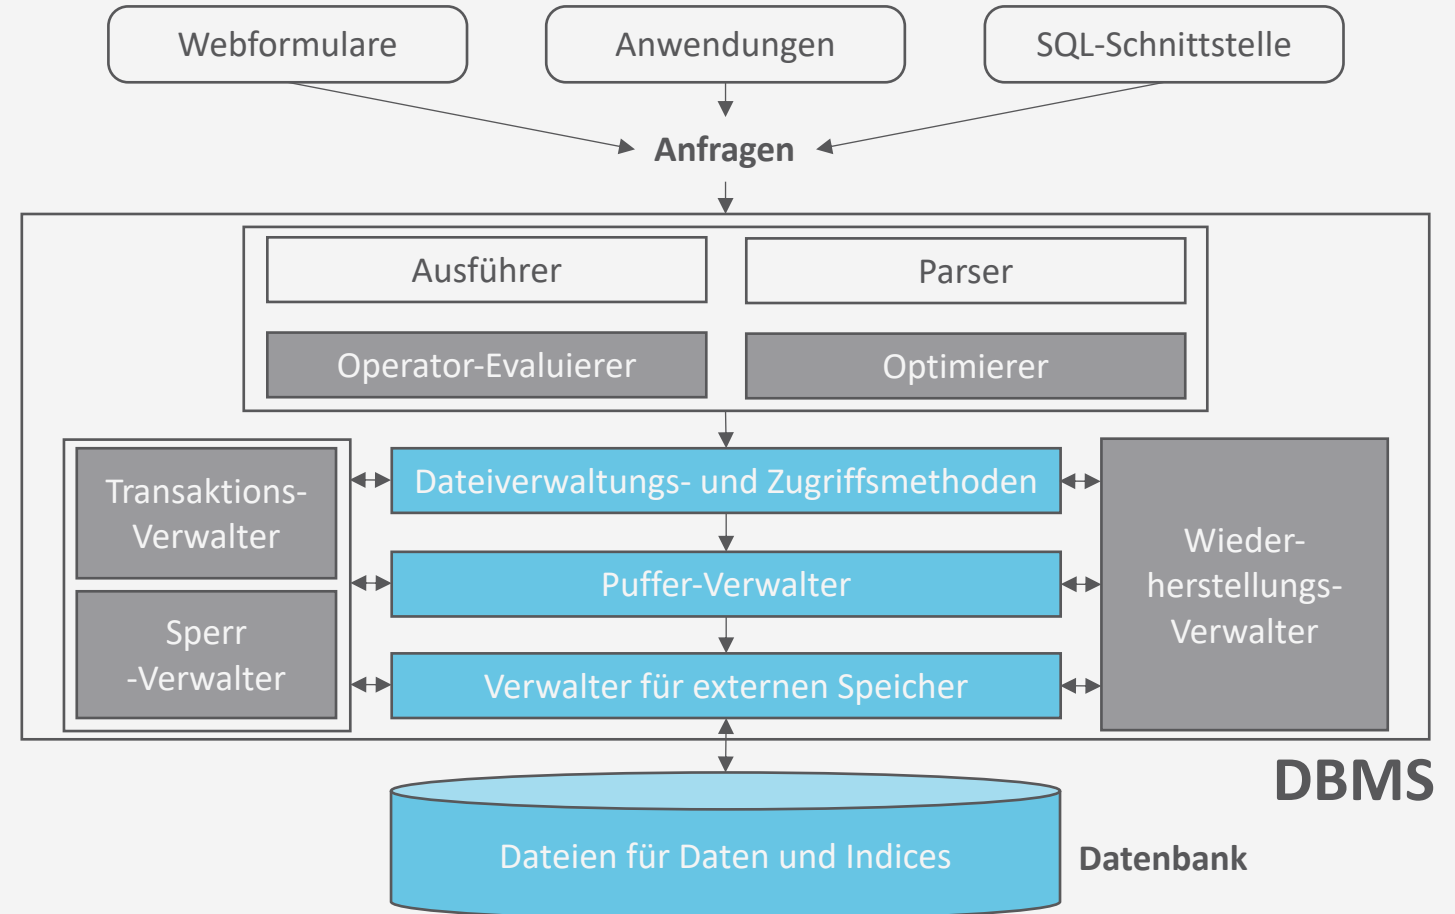 Webformulare
Anwendungen
SQL-Schnittstelle
Anfragen
Ausführer
Parser
Operator-Evaluierer
Optimierer
Transaktions-
Verwalter
Sperr
-Verwalter
Dateiverwaltungs- und Zugriffsmethoden
Puffer-Verwalter
Verwalter für externen Speicher
Wieder-
herstellungs-
Verwalter
DBMS
Dateien für Daten und Indices
Datenbank